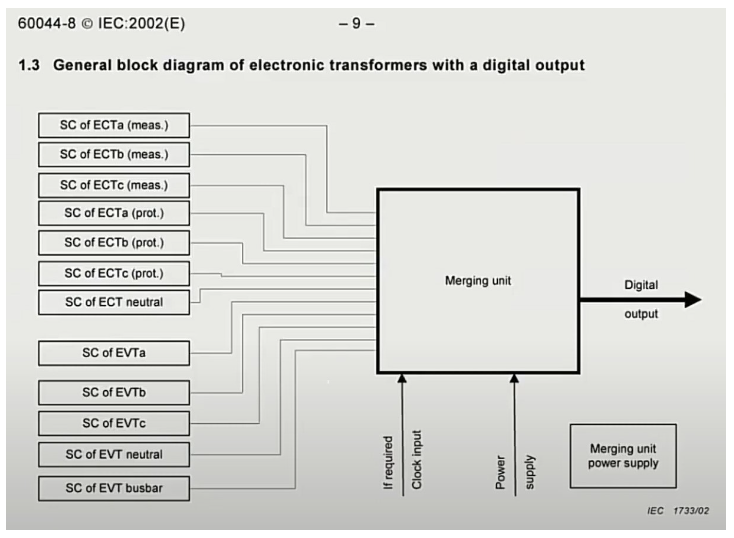 60044-8 © IEC:2002(E)
– 9 –
1.3 General block diagram of electronic transformers with a digital output
SC of ECTa (meas.)
SC of ECTb (meas.)
SC of ECTc (meas.)
SC of ECTa (prot.)
SC of ECTb (prot.)
SC of ECTc (prot.)
SC of ECT neutral
SC of EVTa
SC of EVTb
SC of EVTc
SC of EVT neutral
SC of EVT busbar
Merging unit
Digital
output
If required
Clock input
Power
supply
Merging unit
power supply
IEC 1733/02